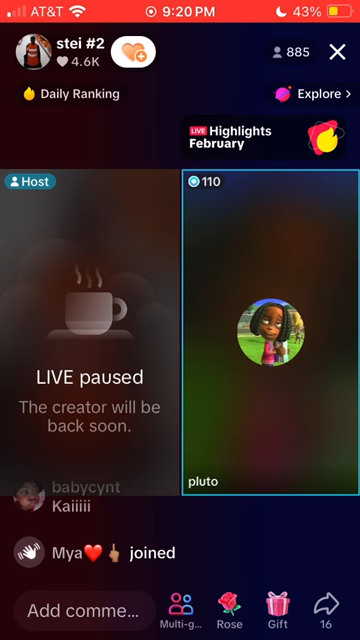 AT&T
9:20 PM
43%
stei #2
4.6K
885
Daily Ranking
Explore >
LIVE Highlights
February
Host
110
LIVE paused
The creator will be
back soon.
pluto
babycynt
Kaiiiii
Mya❤️🖕🏽 joined
Add comme...
Multi-g...
Rose
Gift
16